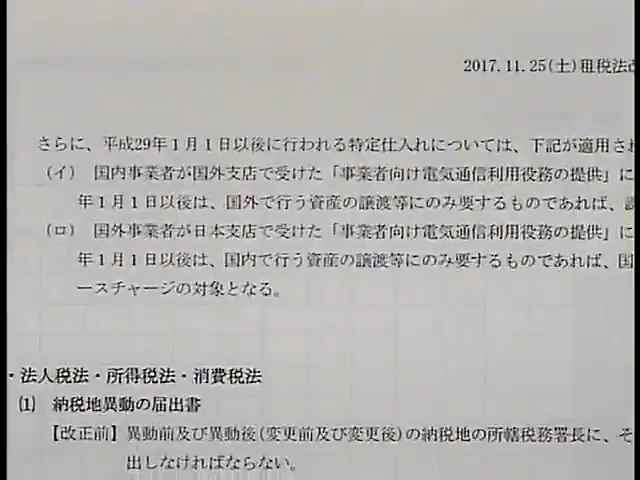 2017.11.25(土)租税法
さらに、平成29年1月1日以後に行われる特定仕入れについては、下記が適用さ
(イ) 国内事業者が国外支店で受けた「事業者向け電気通信利用役務の提供」に
年1月1日以後は、国外で行う資産の譲渡等にのみ要するものであれば、
(ロ) 国外事業者が日本支店で受けた「事業者向け電気通信利用役務の提供」に
年1月1日以後は、国内で行う資産の譲渡等にのみ要するものであれば、国
ースチャージの対象となる。
・法人税法・所得税法・消費税法
(1) 納税地異動の届出書
【改正前】異動前及び異動後(変更前及び変更後)の納税地の所轄税務署長に、そ
出しなければならない。